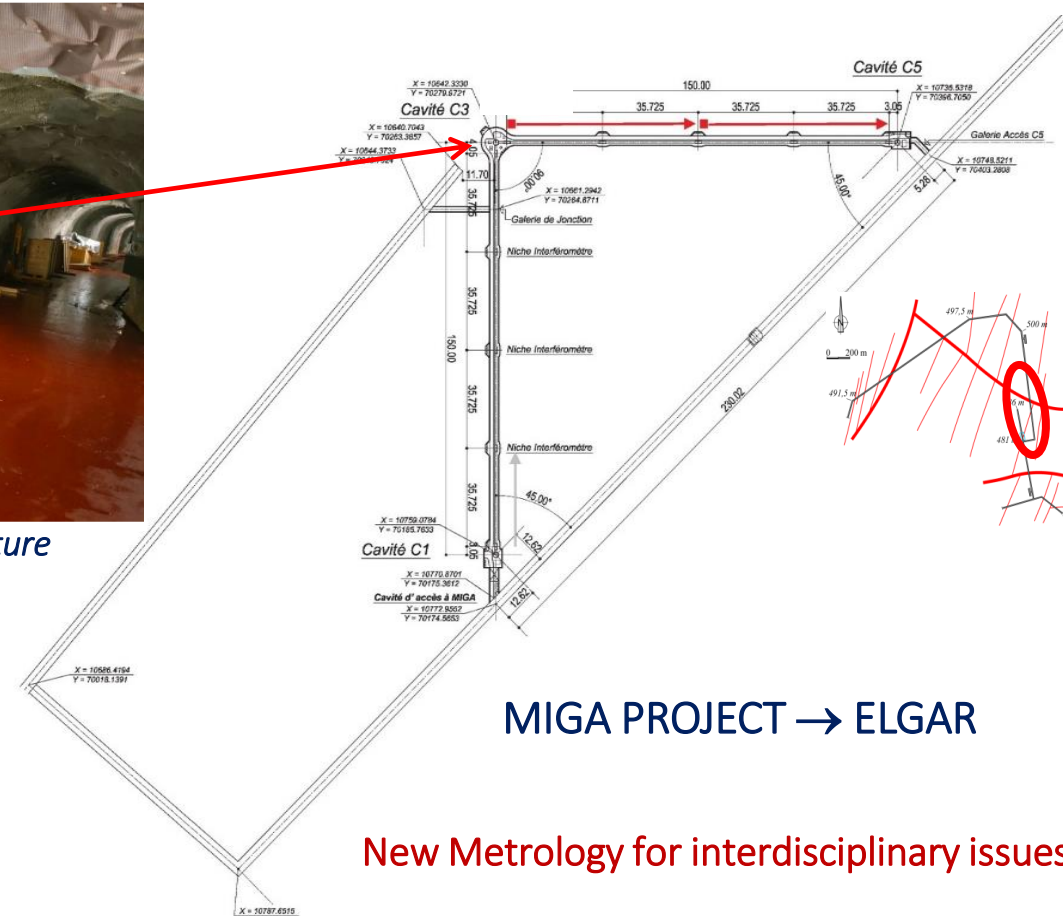 Cavité C5
150.00
X = 10642.3330
Y = 70279.6721
X = 10735.5318
Y = 70396.7050
35.725
35.725
35.725
3.05
Cavité C3
X = 10640.7043
Y = 70263.3657
Galerie Accès C5
4.05
X = 10644.3733
X = 10748.5211
Y = 70403.2808
11.70
90.00°
45.00°
5.28
X = 10661.2942
Y = 70264.6711
35.725
Galerie de Jonction
Niche Interféromètre
35.725
497,5 m
500 m
N
150.00
Niche Interféromètre
0 200 m
230.02
491,5 m
35.725
Niche Interféromètre
481
35.725
45.00°
X = 10759.0784
Y = 70185.7633
12.62
ture
Cavité C1
3.05
X = 10770.8701
Y = 70175.3612
Cavité d'accès à MIGA
12.62
X = 10772.9552
Y = 70174.5653
X = 10586.4194
Y = 70018.1391
MIGA PROJECT → ELGAR
New Metrology for interdisciplinary issues
X = 10787.6515